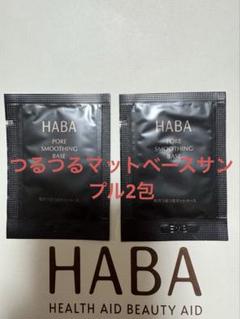 HABA HABA
PORE PORE
SMOOTHING SMOOTHING
BASE BASE
つるつるマットベースサン
プル2包
HABA
HEALTH AID BEAUTY AID